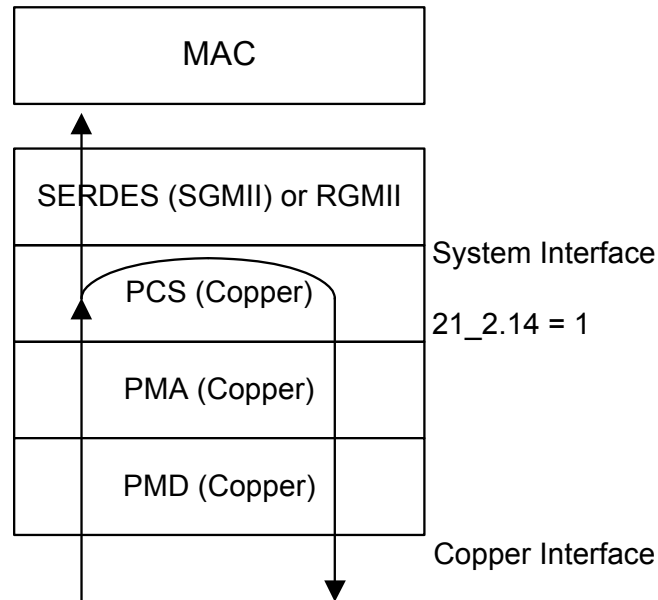 MAC
SERDES (SGMII) or RGMII
System Interface
PCS (Copper)
21_2.14 = 1
PMA (Copper)
PMD (Copper)
Copper Interface